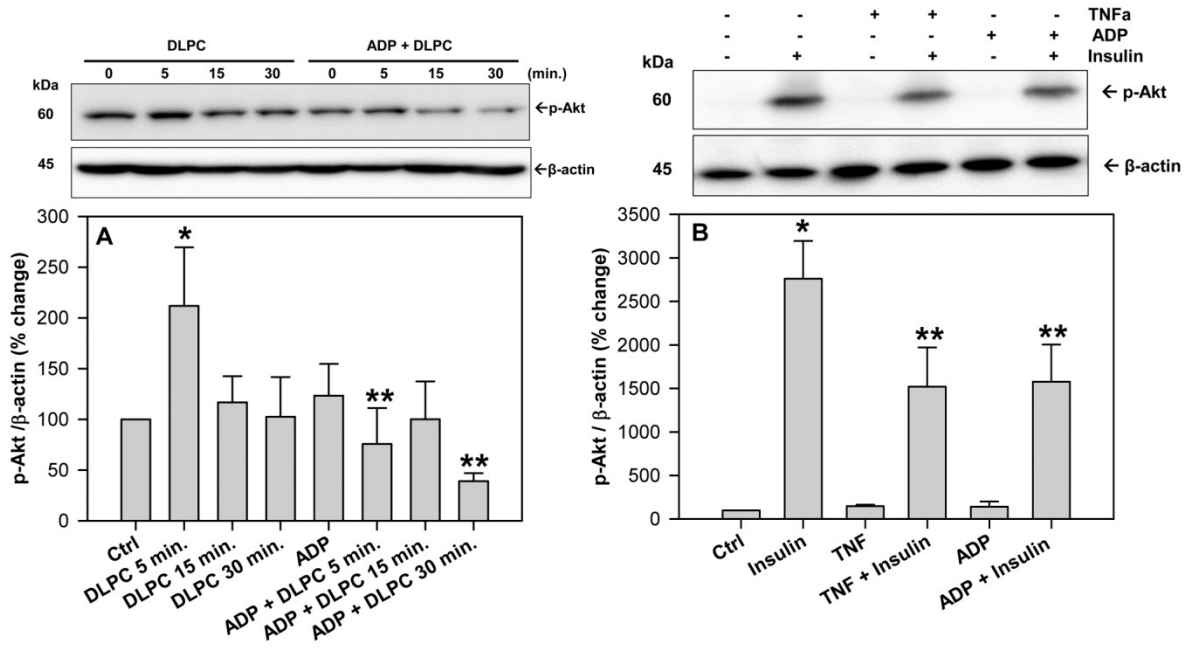 DLPC ADP + DLPC
kDa 0 5 15 30 0 5 15 30 (min.)
60 ←p-Akt
45 ←β-actin
A
p-Akt /β-actin (% change)
300
250
200
150
100
50
0
*
**
**
Ctrl
DLPC 5 min.
DLPC 15 min.
DLPC 30 min.
ADP
ADP + DLPC 5 min.
ADP + DLPC 15 min.
ADP + DLPC 30 min.
- - + + - - TNFa
- - - - + + ADP
- + - + - + Insulin
kDa
60 ← p-Akt
45 ← β-actin
B
p-Akt / β-actin (% change)
3500
3000
2500
2000
1500
1000
500
0
*
**
**
Ctrl
Insulin
TNF
TNF + Insulin
ADP
ADP + Insulin